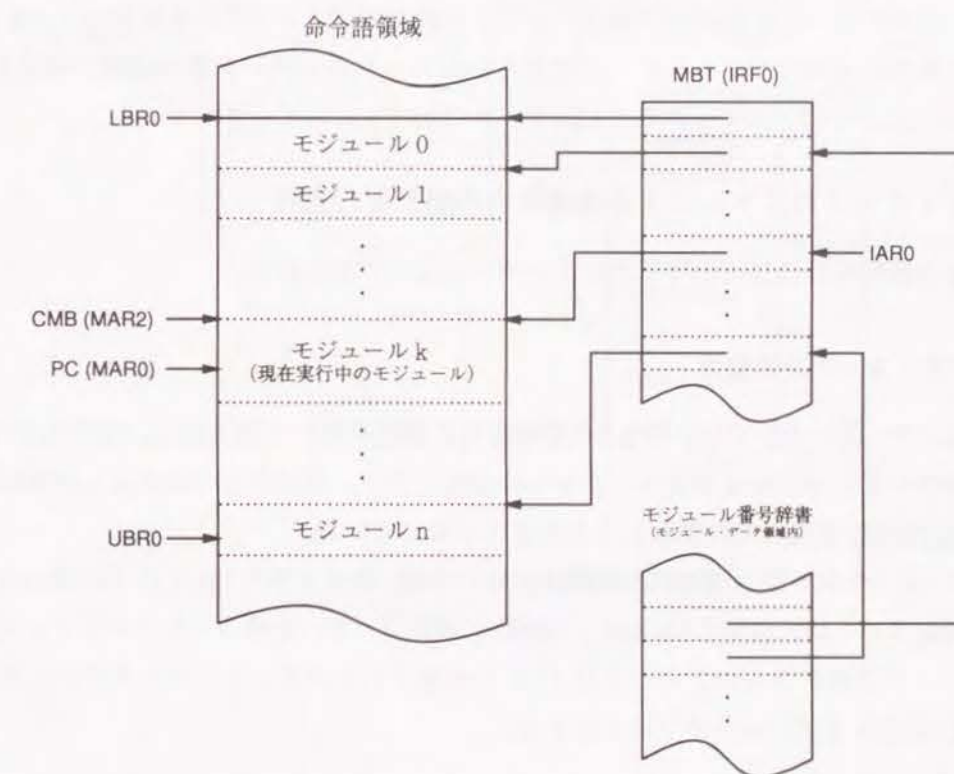 命令語領域
MBT (IRF0)
LBR0
モジュール 0
モジュール 1
IAR0
CMB (MAR2)
モジュール k
PC (MAR0)
(現在実行中のモジュール)
モジュール番号辞書
(モジュール・データ領域内)
モジュール n
UBR0